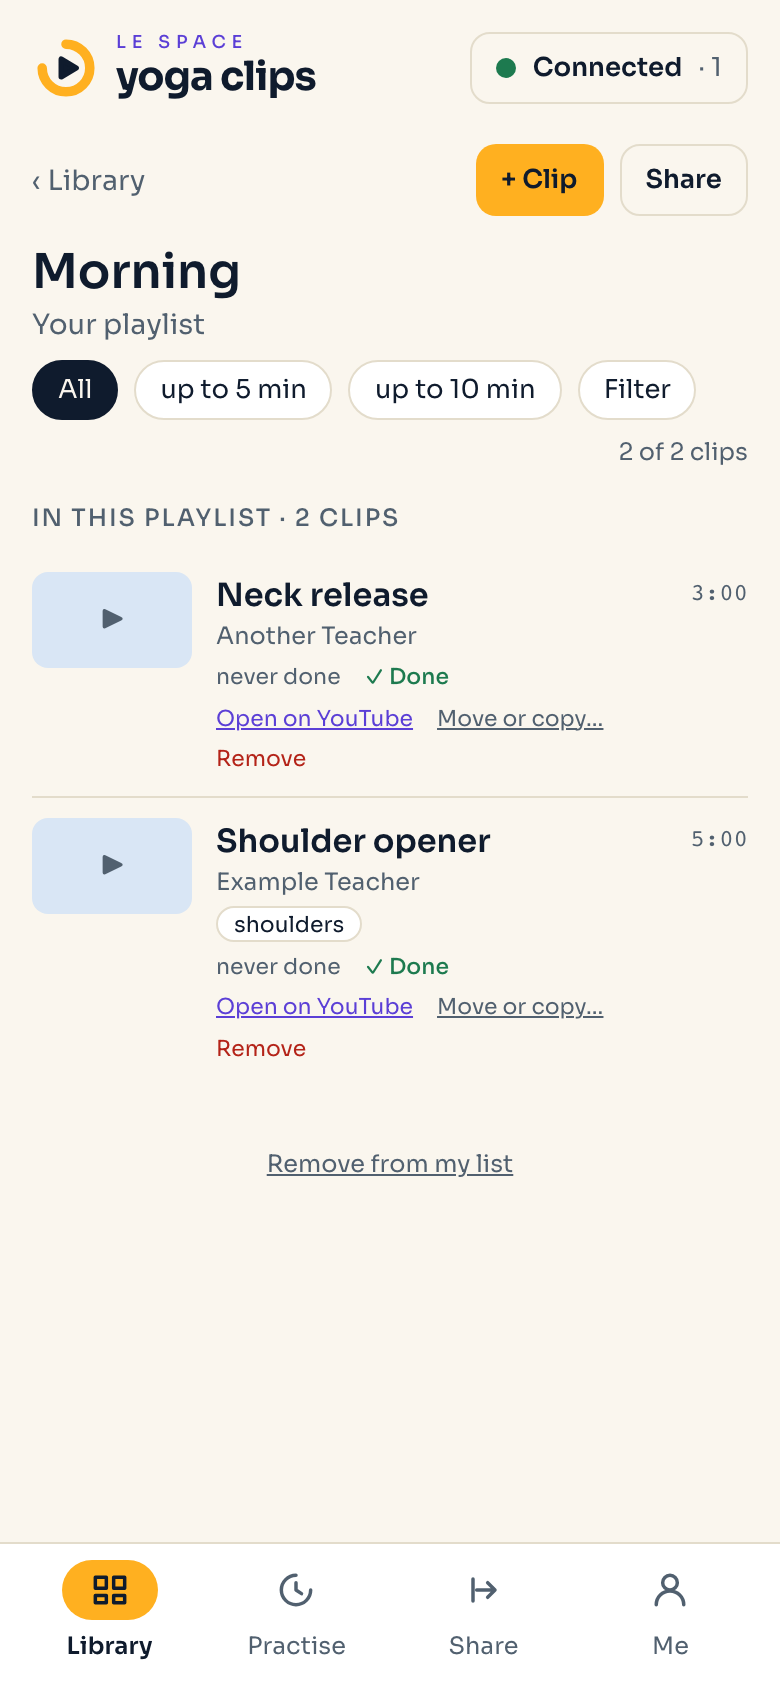 LE SPACE
yoga clips
Connected · 1
‹ Library
+ Clip
Share
Morning
Your playlist
All
up to 5 min
up to 10 min
Filter
2 of 2 clips
IN THIS PLAYLIST · 2 CLIPS
Neck release
3:00
Another Teacher
never done ✓ Done
Open on YouTube Move or copy...
Remove
Shoulder opener
5:00
Example Teacher
shoulders
never done ✓ Done
Open on YouTube Move or copy...
Remove
Remove from my list
Library
Practise
Share
Me